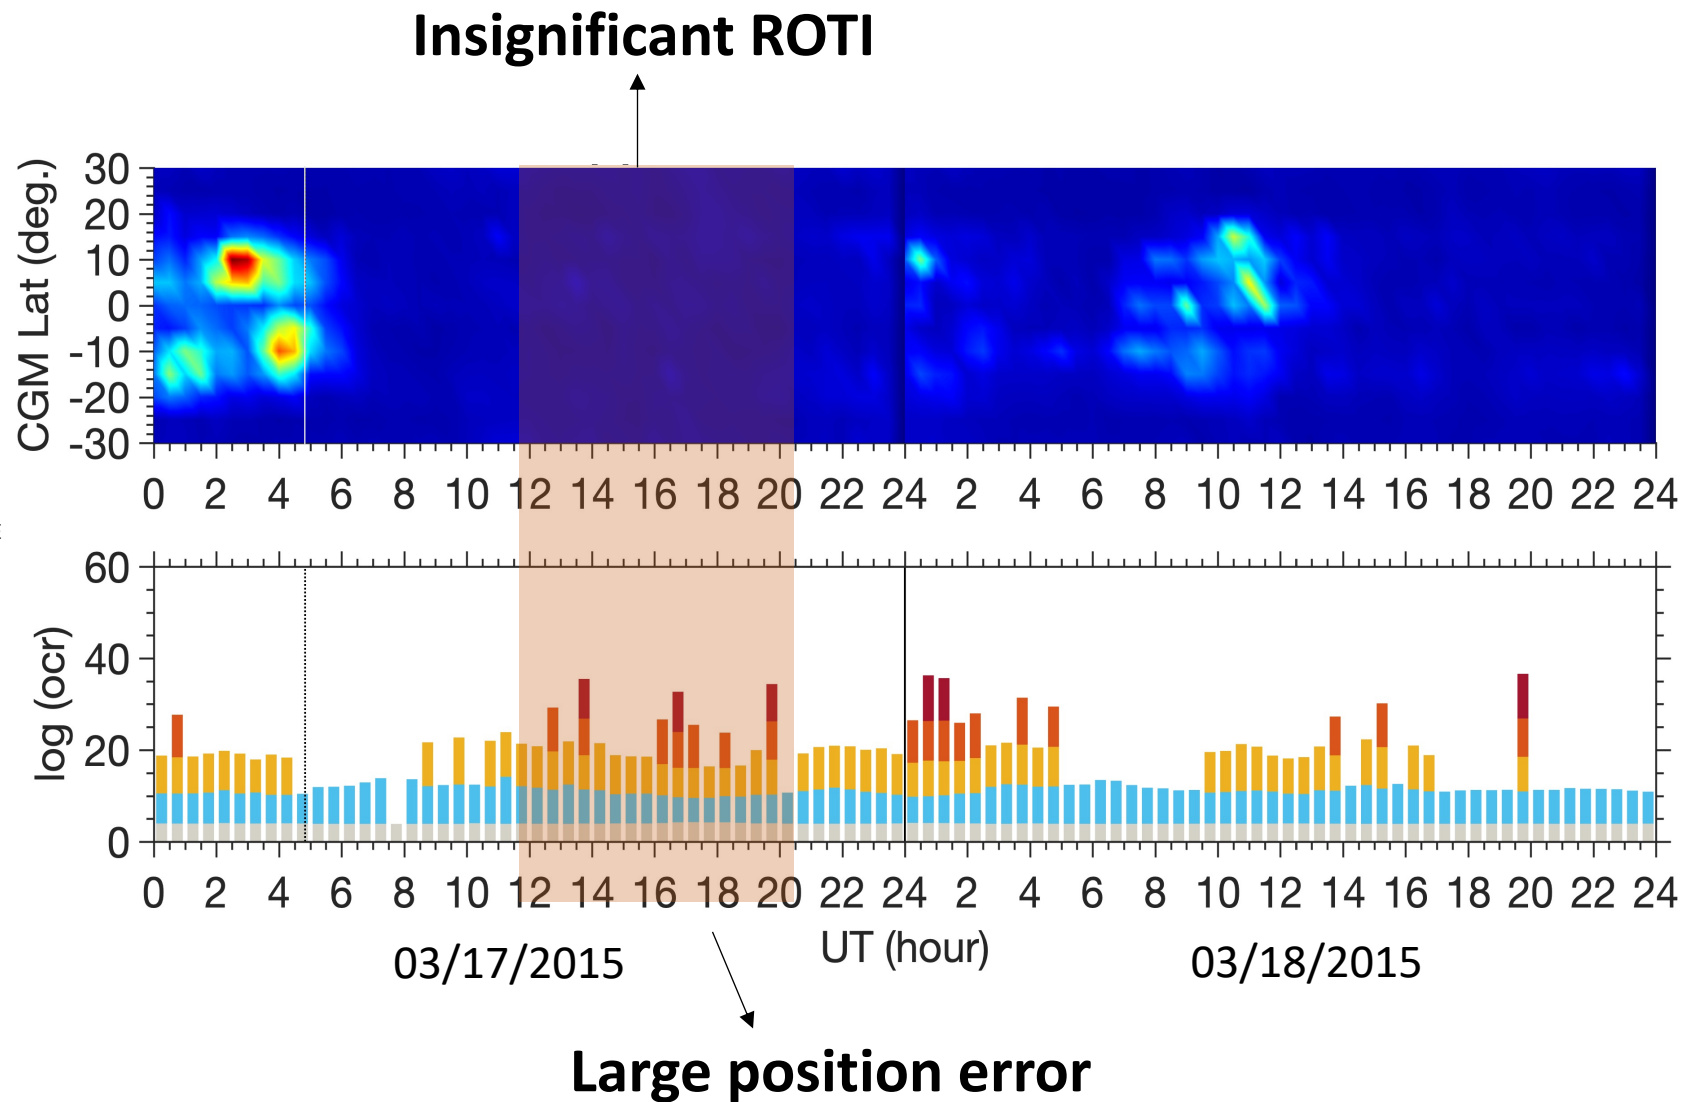 Insignificant ROTI
CGM Lat (deg.)
30
20
10
0
-10
-20
-30
0 2 4 6 8 10 12 14 16 18 20 22 24 2 4 6 8 10 12 14 16 18 20 22 24
log (ocr)
60
40
20
0
0 2 4 6 8 10 12 14 16 18 20 22 24 2 4 6 8 10 12 14 16 18 20 22 24
03/17/2015 UT (hour) 03/18/2015
Large position error